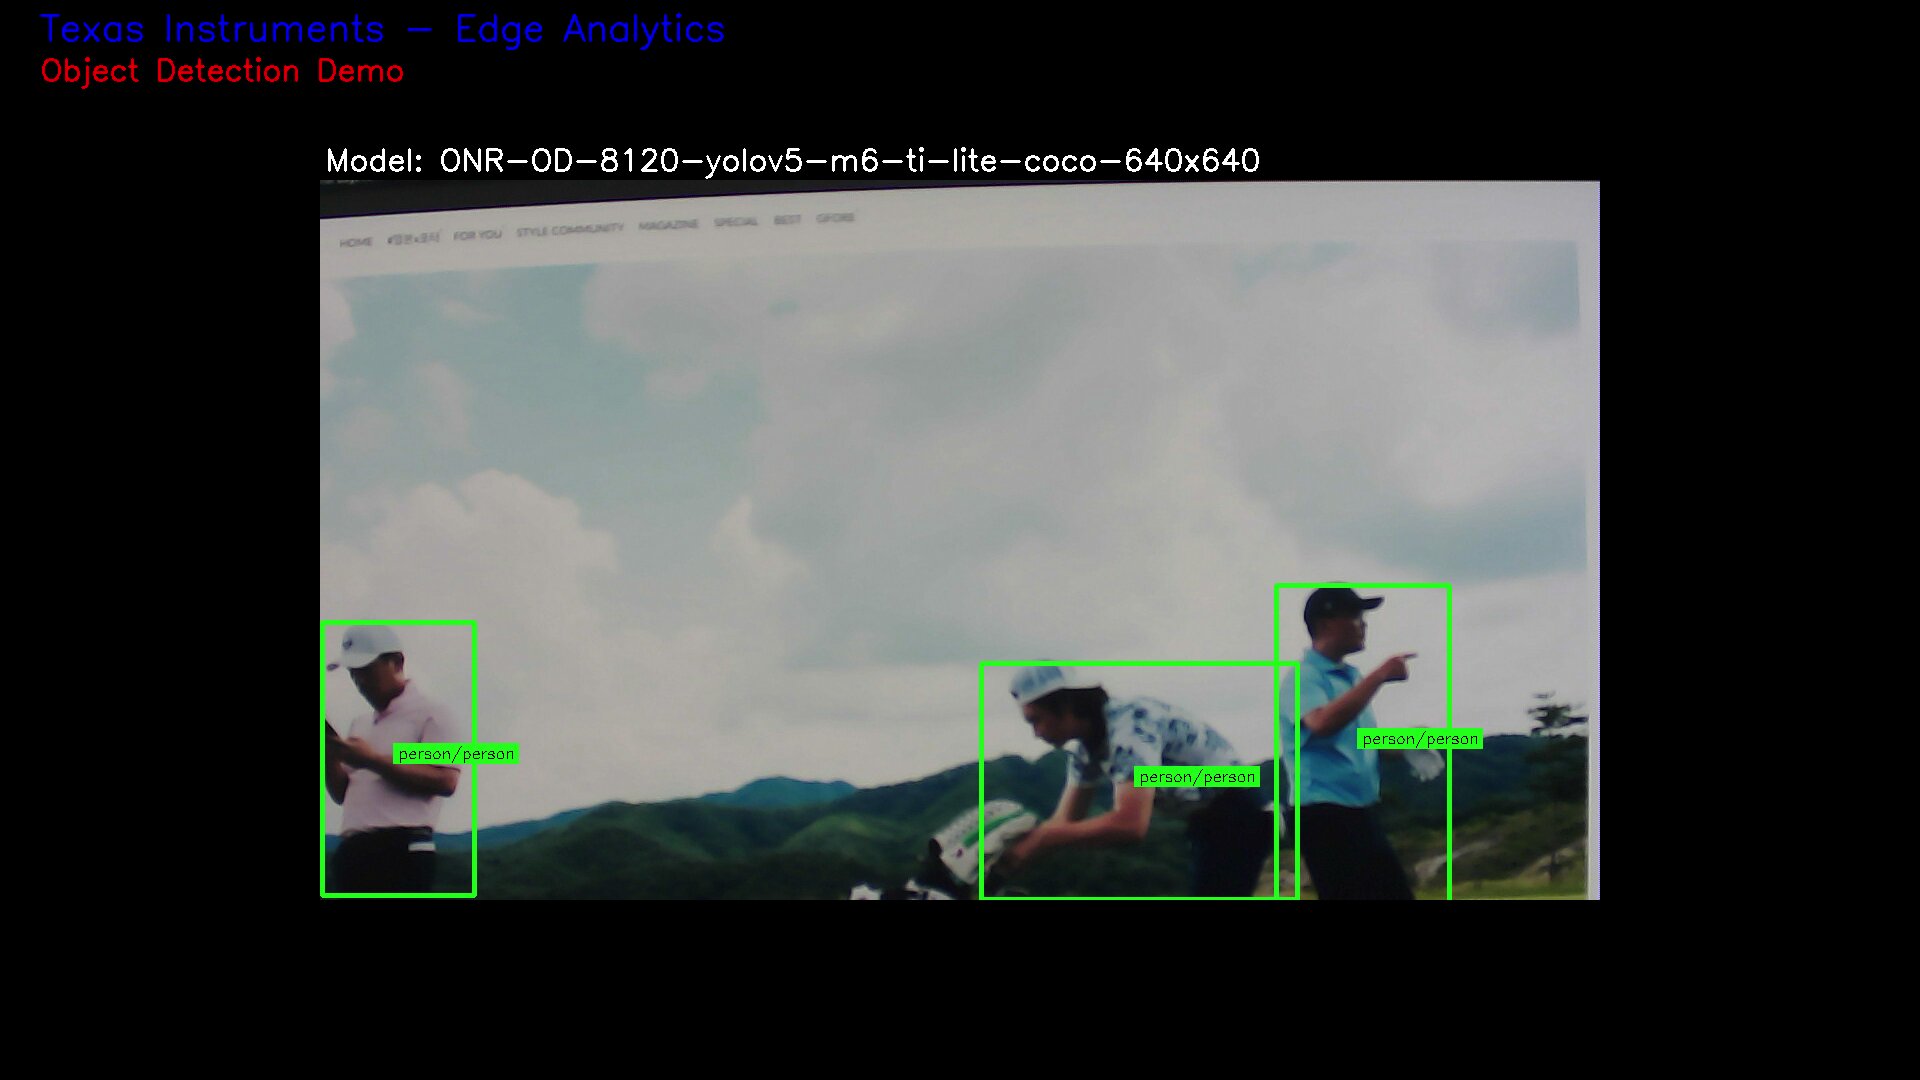 Texas Instruments - Edge Analytics
Object Detection Demo
Model: ONR-OD-8120-yolov5-m6-ti-lite-coco-640x640
HOME FOR YOU STYLE COMMUNITY MAGAZINE SPECIAL BEST
person/person
person/person
person/person